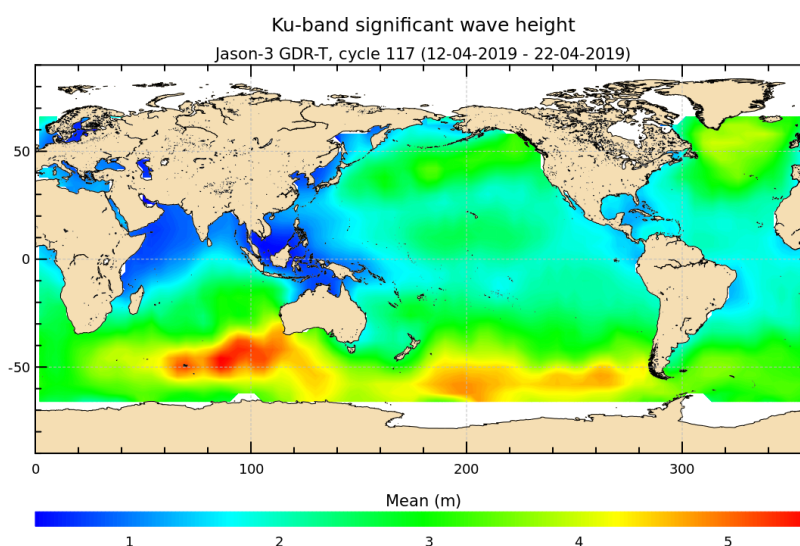 Ku-band significant wave height
Jason-3 GDR-T, cycle 117 (12-04-2019 - 22-04-2019)
50
0
-50
0 100 200 300
Mean (m)
1 2 3 4 5